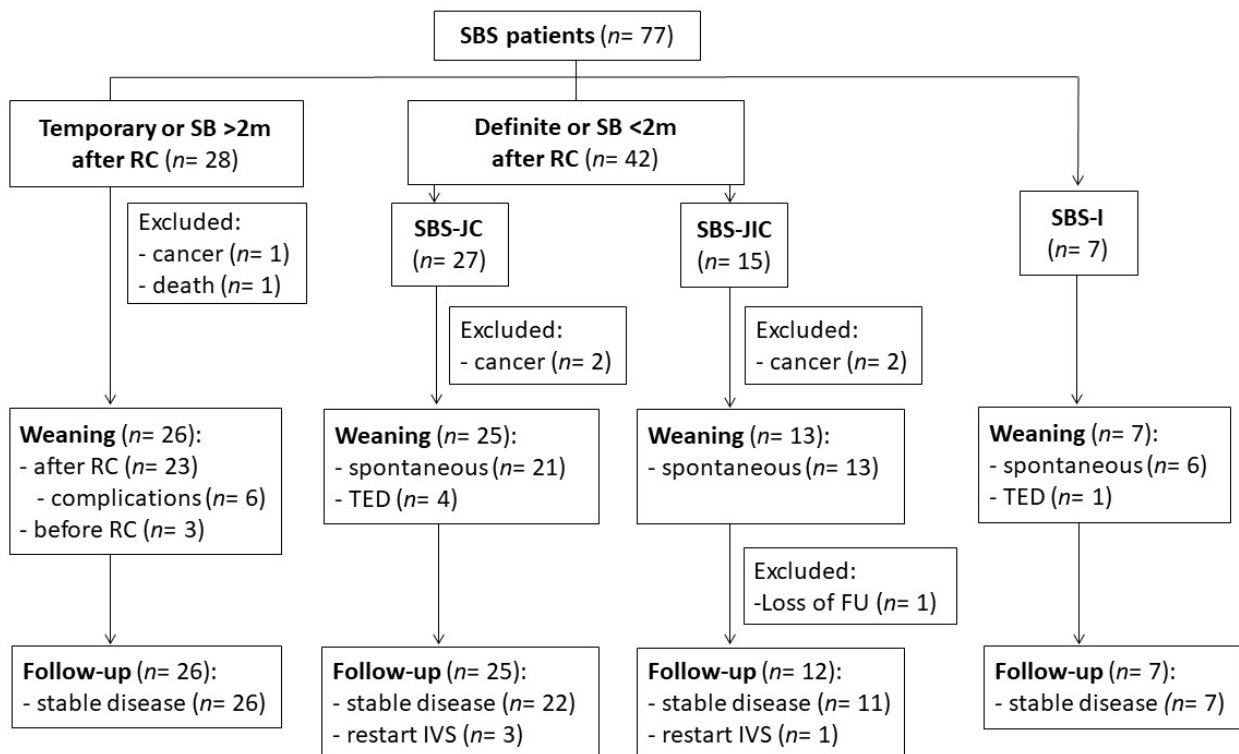 SBS patients (n= 77)
Temporary or SB >2m
after RC (n= 28)
Definite or SB <2m
after RC (n= 42)
Excluded:
- cancer (n= 1)
- death (n= 1)
SBS-JC
(n= 27)
SBS-JIC
(n= 15)
SBS-I
(n= 7)
Excluded:
- cancer (n= 2)
Excluded:
- cancer (n= 2)
Weaning (n= 26):
- after RC (n= 23)
- complications (n= 6)
- before RC (n= 3)
Weaning (n= 25):
- spontaneous (n= 21)
- TED (n= 4)
Weaning (n= 13):
- spontaneous (n= 13)
Weaning (n= 7):
- spontaneous (n= 6)
- TED (n= 1)
Excluded:
-Loss of FU (n= 1)
Follow-up (n= 26):
- stable disease (n= 26)
Follow-up (n= 25):
- stable disease (n= 22)
- restart IVS (n= 3)
Follow-up (n= 12):
- stable disease (n= 11)
- restart IVS (n= 1)
Follow-up (n= 7):
- stable disease (n= 7)